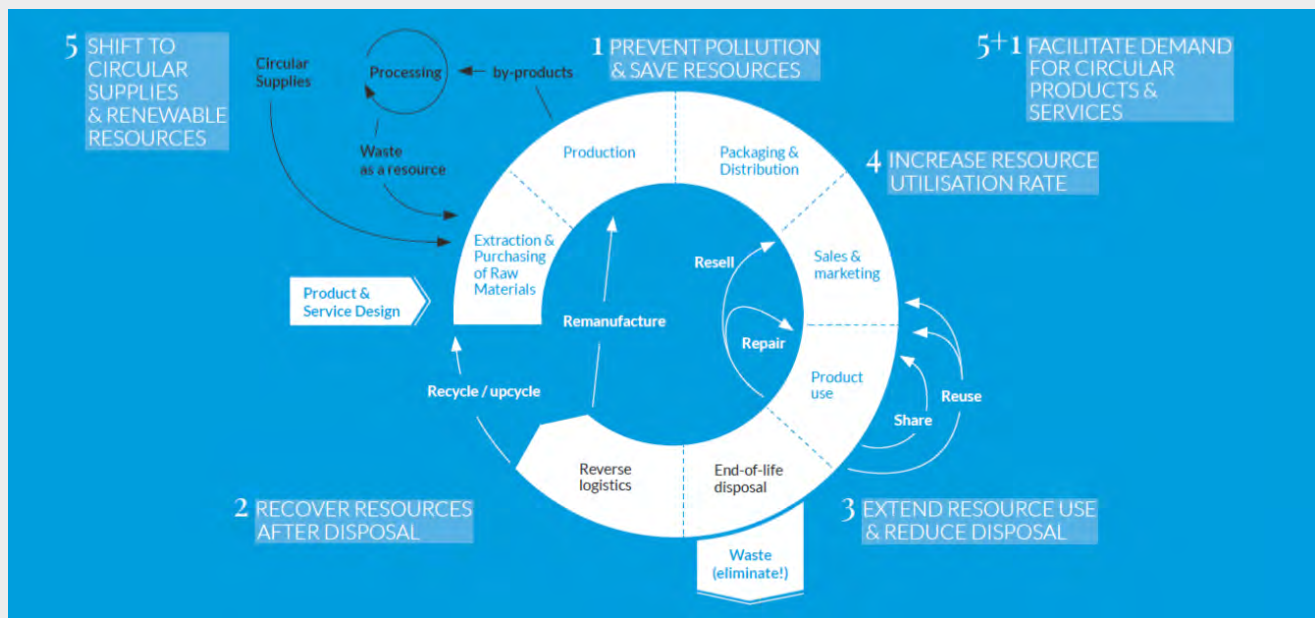 5 SHIFT TO
CIRCULAR
SUPPLIES
& RENEWABLE
RESOURCES
Circular
Supplies
Processing
by-products
Waste
as a resource
1 PREVENT POLLUTION
& SAVE RESOURCES
5+1 FACILITATE DEMAND
FOR CIRCULAR
PRODUCTS &
SERVICES
Production
Packaging &
Distribution
4 INCREASE RESOURCE
UTILISATION RATE
Extraction &
Purchasing
of Raw
Materials
Resell
Sales &
marketing
Product &
Service Design
Remanufacture
Repair
Product
use
Recycle / upcycle
Share
Reuse
Reverse
logistics
End-of-life
disposal
2 RECOVER RESOURCES
AFTER DISPOSAL
3 EXTEND RESOURCE USE
& REDUCE DISPOSAL
Waste
(eliminate!)